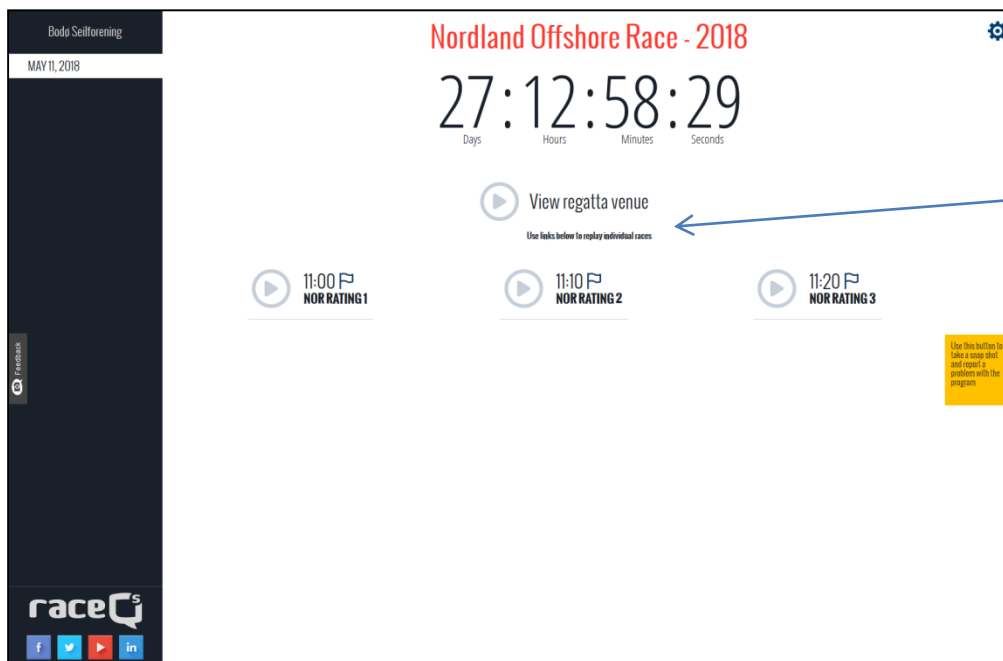 Bodø Seilforening
MAY 11, 2018
Nordland Offshore Race - 2018
27:12:58:29
Days Hours Minutes Seconds
View regatta venue
Use links below to replay individual races
11:00
NOR RATING 1
11:10
NOR RATING 2
11:20
NOR RATING 3
Feedback
Use this button to
take a snap shot
and report a
problem with the
program
raceQs
f in